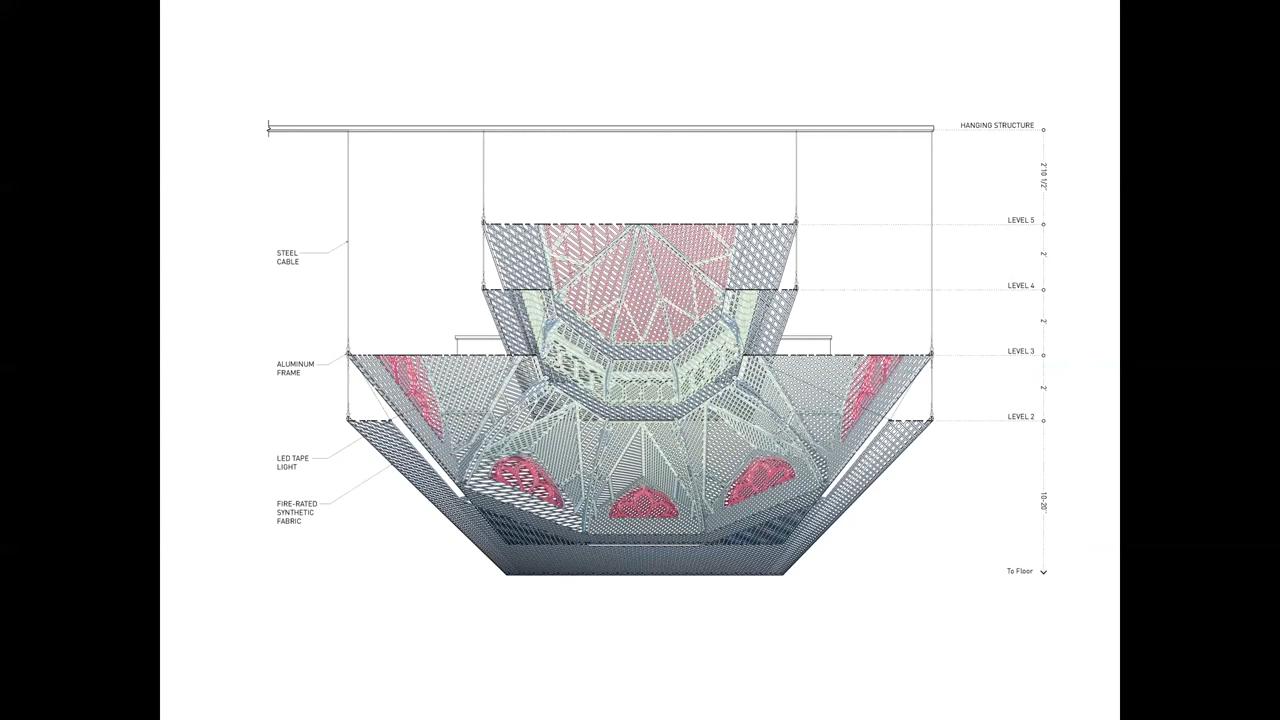 HANGING STRUCTURE
2'10 1/2"
LEVEL 5
STEEL
CABLE
2'
LEVEL 4
2'
LEVEL 3
ALUMINUM
FRAME
2'
LEVEL 2
LED TAPE
LIGHT
FIRE-RATED
SYNTHETIC
FABRIC
10-20'
To Floor